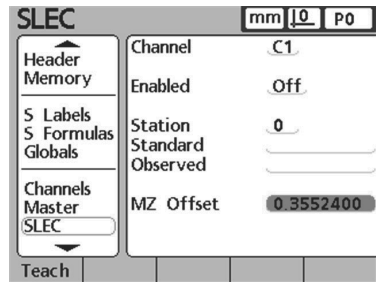 SLEC
mm
0
P0
Header
Memory
S Labels
S Formulas
Globals
Channels
Master
SLEC
Channel C1
Enabled Off
Station 0
Standard
Observed
MZ Offset 0.3552400
Teach